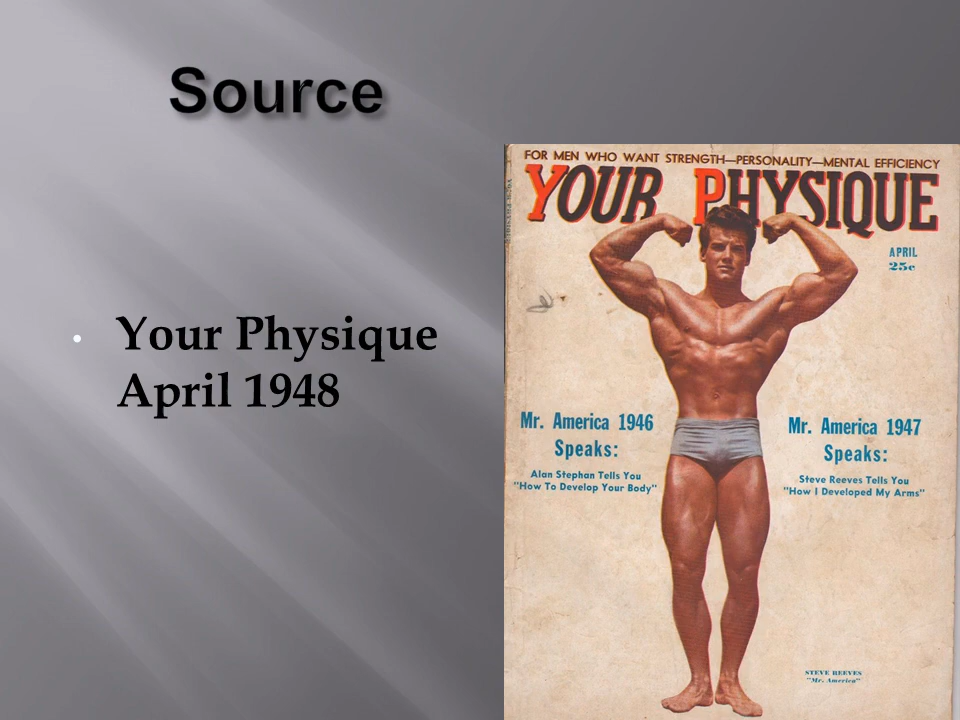 Source
• Your Physique
April 1948
FOR MEN WHO WANT STRENGTH—PERSONALITY—MENTAL EFFICIENCY
YOUR PHYSIQUE
APRIL
25c
Mr. America 1946
Speaks:
Alan Stephan Tells You
"How To Develop Your Body"
Mr. America 1947
Speaks:
Steve Reeves Tells You
"How I Developed My Arms"
STEVE REEVES
"Mr. America"